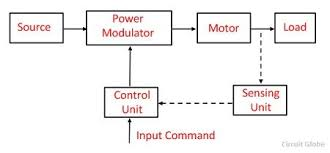 Source
Power
Modulator
Motor
Load
Control
Unit
Sensing
Unit
Input Command
Circuit Globe